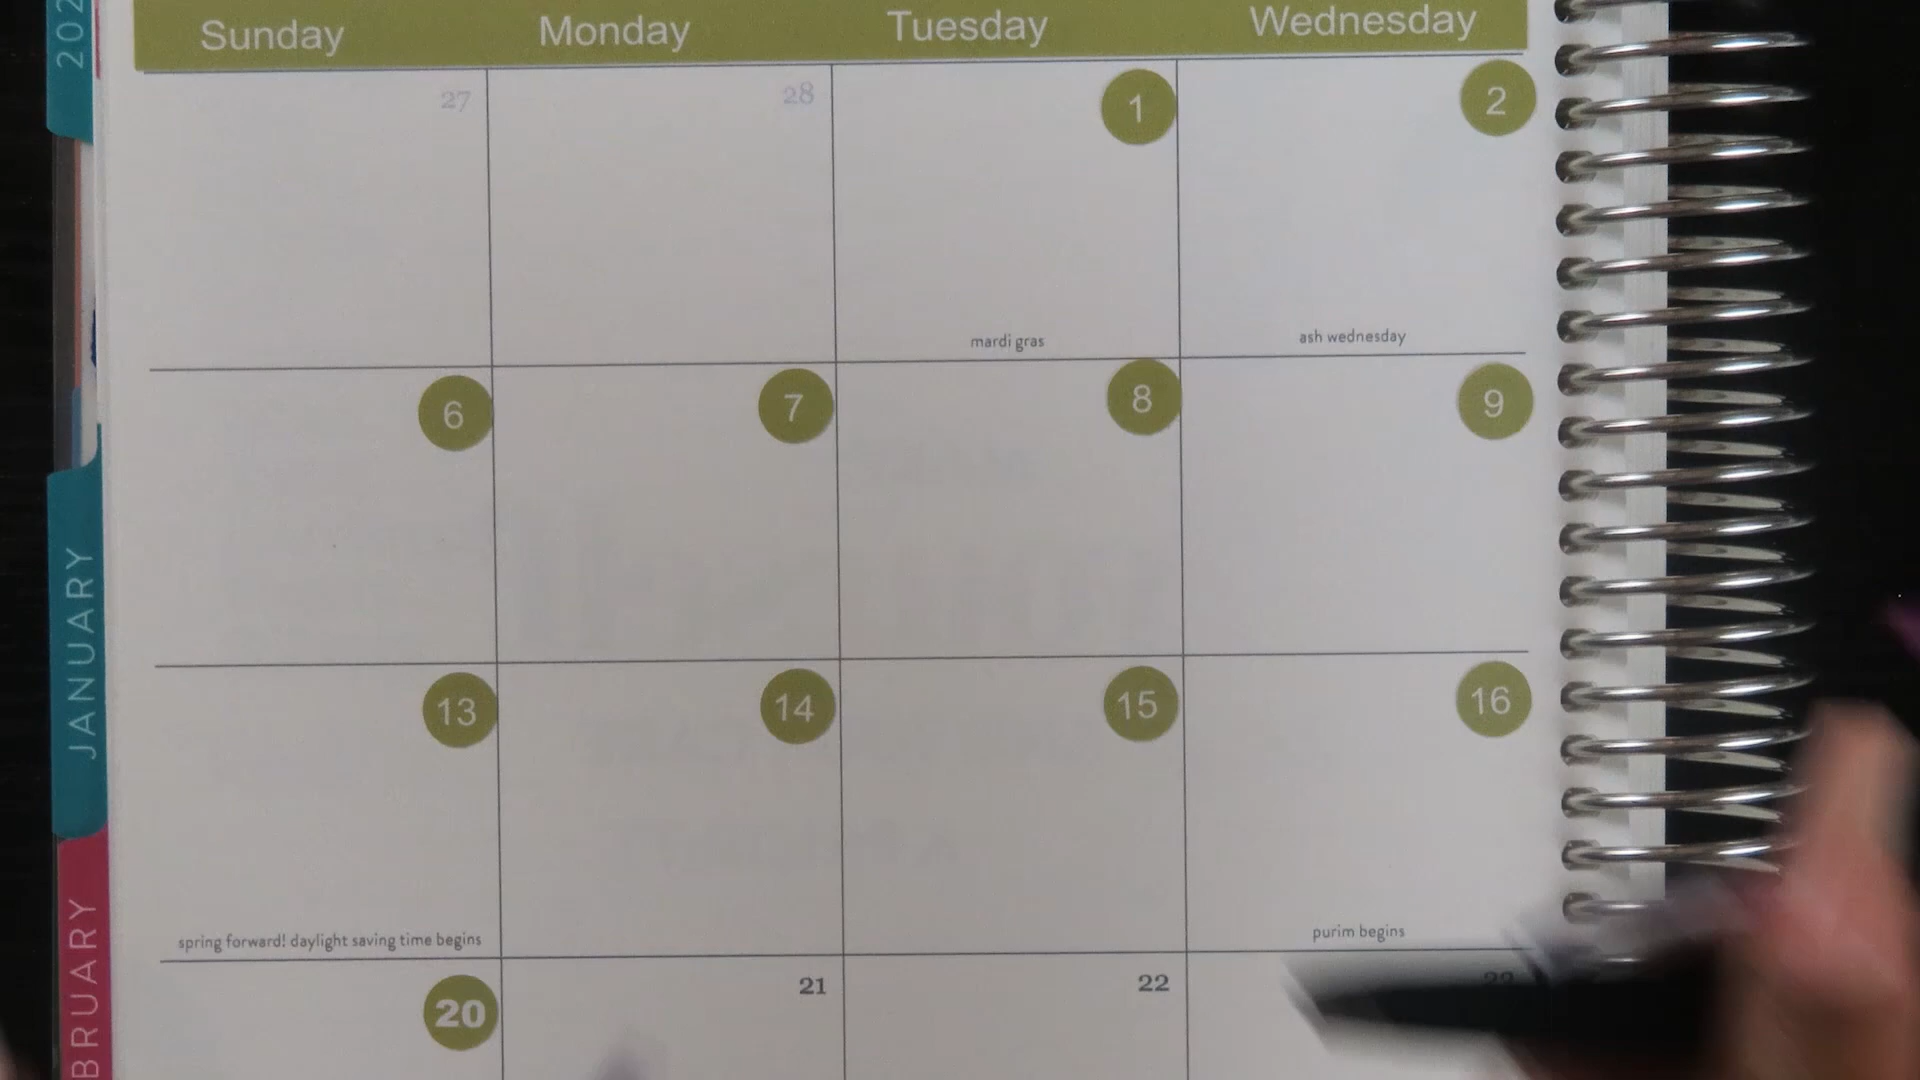 202
Sunday Monday Tuesday Wednesday
27 28 1 2
mardi gras ash wednesday
6 7 8 9
JANUARY
13 14 15 16
spring forward! daylight saving time begins purim begins
BRUARY
20 21 22